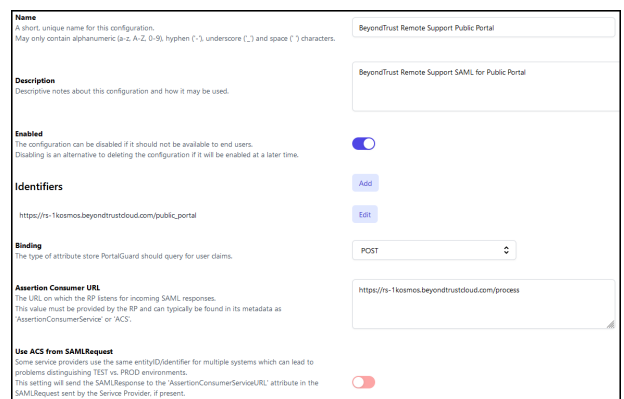 Name
A short, unique name for this configuration.
May only contain alphanumeric (a-z, A-Z, 0-9), hyphen ('-'), underscore ('_') and space (' ') characters.
BeyondTrust Remote Support Public Portal
Description
Descriptive notes about this configuration and how it may be used.
BeyondTrust Remote Support SAML for Public Portal
Enabled
The configuration can be disabled if it should not be available to end users.
Disabling is an alternative to deleting the configuration if it will be enabled at a later time.
Identifiers
Add
https://rs-1kosmos.beyondtrustcloud.com/public_portal
Edit
Binding
The type of attribute store PortalGuard should query for user claims.
POST
Assertion Consumer URL
The URL on which the RP listens for incoming SAML responses.
This value must be provided by the RP and can typically be found in its metadata as
'AssertionConsumerService' or 'ACS'.
https://rs-1kosmos.beyondtrustcloud.com/process
Use ACS from SAMLRequest
Some service providers use the same entityID/identifier for multiple systems which can lead to
problems distinguishing TEST vs. PROD environments.
This setting will send the SAMLResponse to the 'AssertionConsumerServiceURL' attribute in the
SAMLRequest sent by the Serivce Provider, if present.